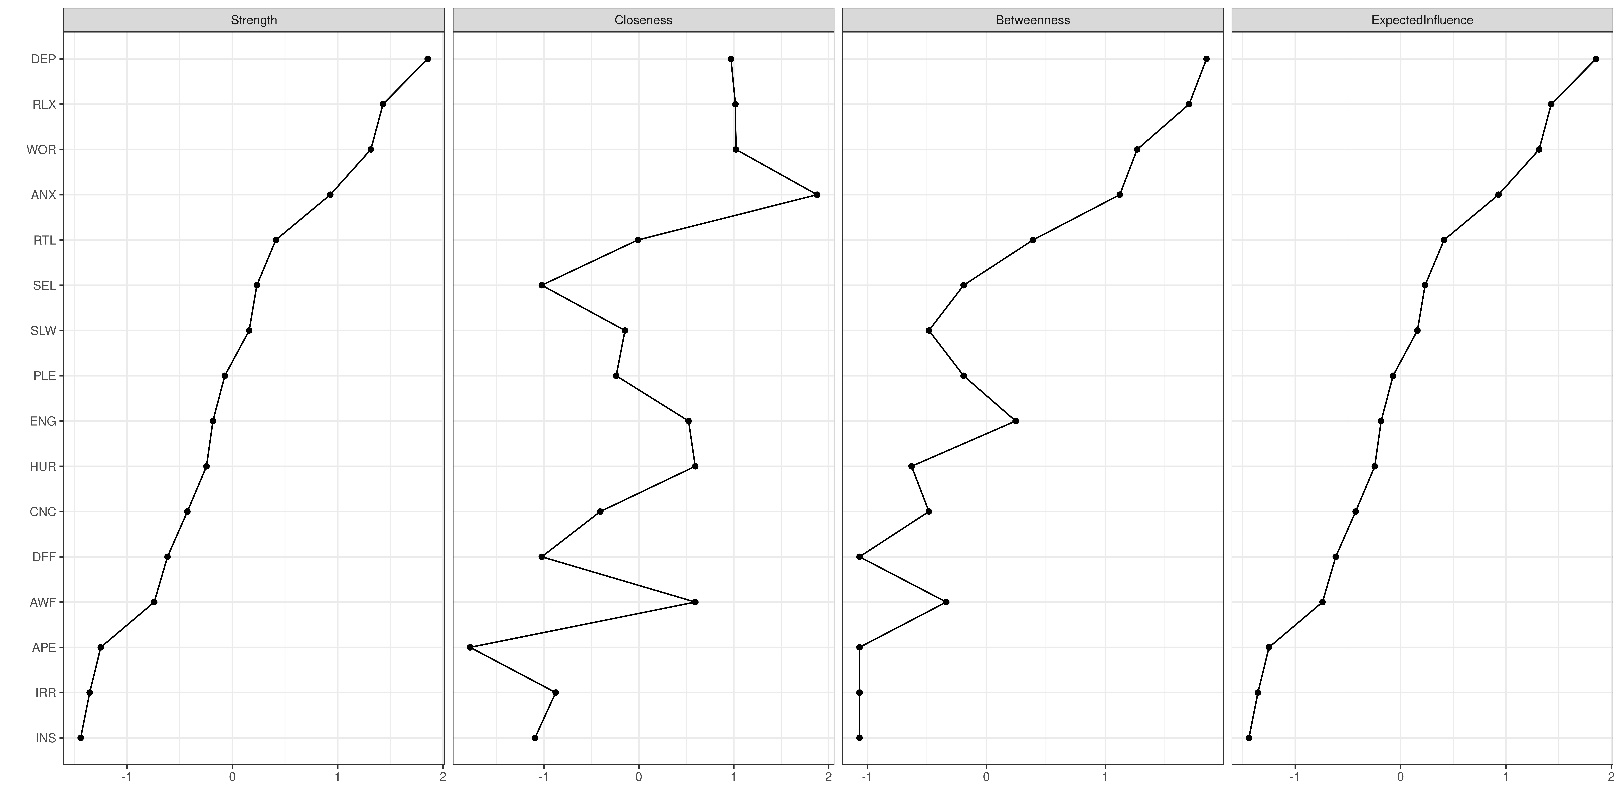 Strength Closeness Betweenness ExpectedInfluence
DEP
RLX
WOR
ANX
RTL
SEL
SLW
PLE
ENG
HUR
CNC
DFF
AWF
APE
IRR
INS
-1 0 1 2 -1 0 1 2 -1 0 1 -1 0 1 2